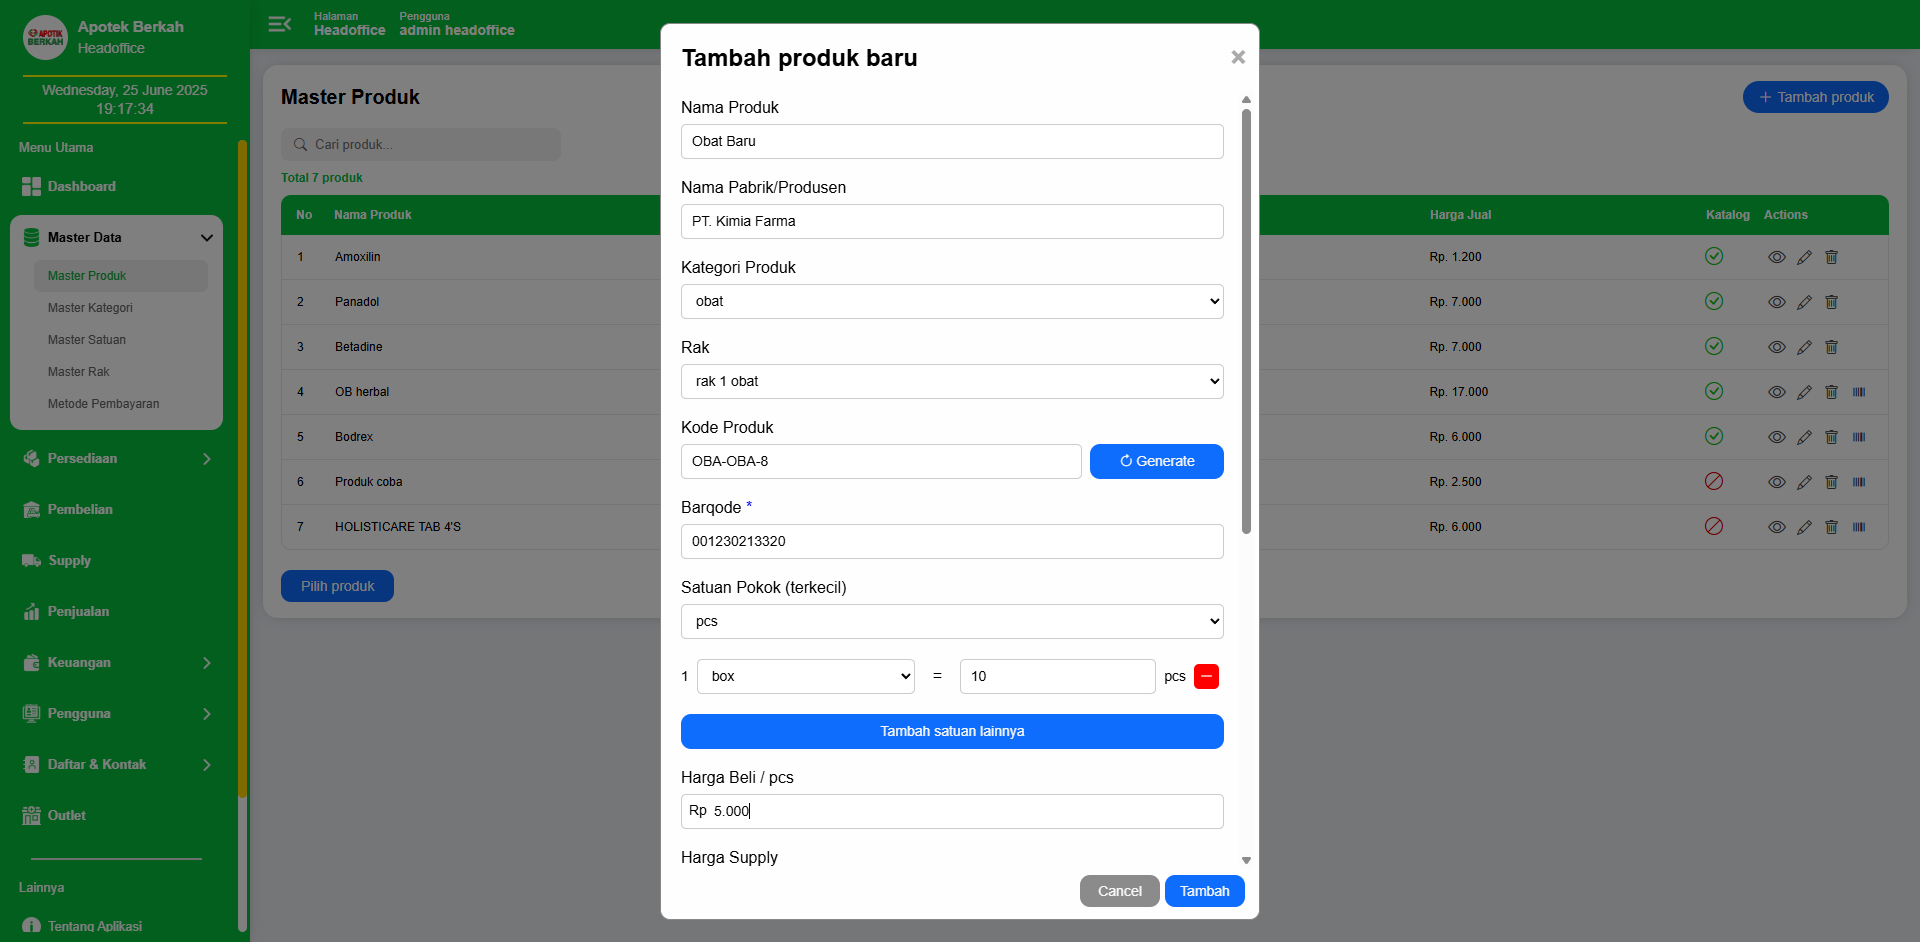 APOTIK
BERKAH
Apotek Berkah
Headoffice
Wednesday, 25 June 2025
19:17:34
Menu Utama
Dashboard
Master Data
Master Produk
Master Kategori
Master Satuan
Master Rak
Metode Pembayaran
Persediaan
Pembelian
Supply
Penjualan
Keuangan
Pengguna
Daftar & Kontak
Outlet
Lainnya
Tentang Aplikasi
Halaman
Headoffice
Pengguna
admin headoffice
Master Produk
+ Tambah produk
Cari produk...
Total 7 produk
No Nama Produk Harga Jual Katalog Actions
1 Amoxilin Rp. 1.200
2 Panadol Rp. 7.000
3 Betadine Rp. 7.000
4 OB herbal Rp. 17.000
5 Bodrex Rp. 6.000
6 Produk coba Rp. 2.500
7 HOLISTICARE TAB 4'S Rp. 6.000
Pilih produk
Tambah produk baru
×
Nama Produk
Obat Baru
Nama Pabrik/Produsen
PT. Kimia Farma
Kategori Produk
obat
Rak
rak 1 obat
Kode Produk
OBA-OBA-8
Generate
Barqode *
001230213320
Satuan Pokok (terkecil)
pcs
1 box = 10 pcs
Tambah satuan lainnya
Harga Beli / pcs
Rp 5.000
Harga Supply
Cancel
Tambah